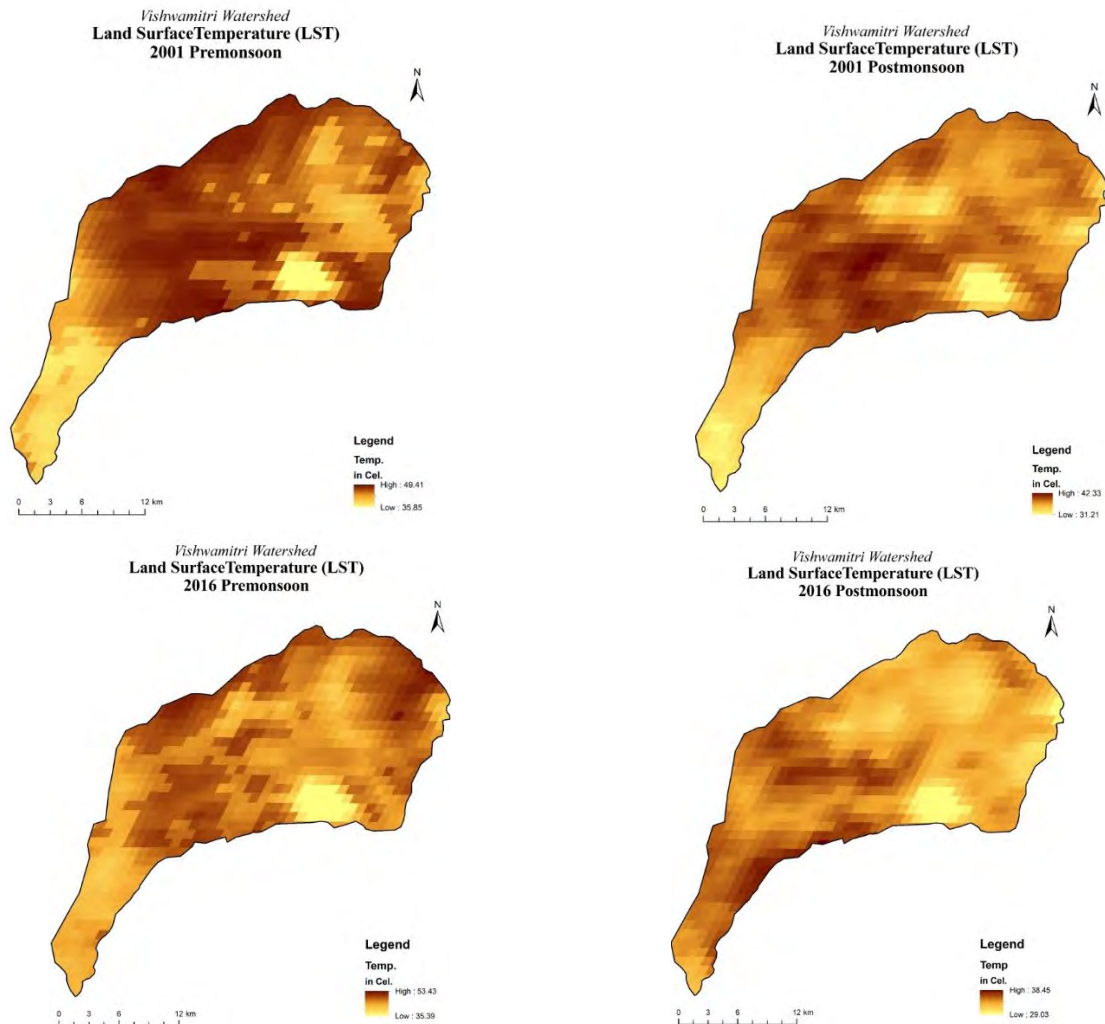 Vishwamitri Watershed
Land SurfaceTemperature (LST)
2001 Premonsoon
N
Legend
Temp.
in Cel.
High : 49.41
Low : 35.85
0 3 6 12 km
Vishwamitri Watershed
Land SurfaceTemperature (LST)
2001 Postmonsoon
N
Legend
Temp.
in Cel.
High : 42.33
Low : 31.21
0 3 6 12 km
Vishwamitri Watershed
Land SurfaceTemperature (LST)
2016 Premonsoon
N
Legend
Temp.
in Cel.
High : 53.43
Low : 35.39
0 3 6 12 km
Vishwamitri Watershed
Land SurfaceTemperature (LST)
2016 Postmonsoon
N
Legend
Temp
in Cel.
High : 38.45
Low : 29.03
0 3 6 12 km